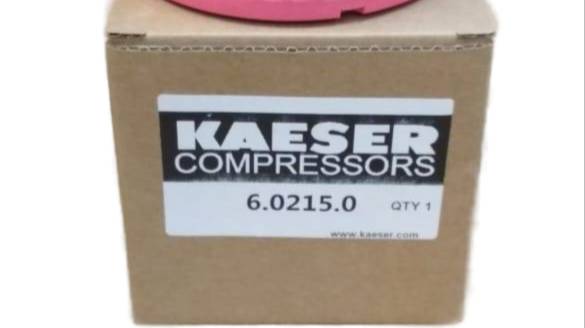 KAESER
COMPRESSORS
6.0215.0 QTY 1
www.kaeser.com